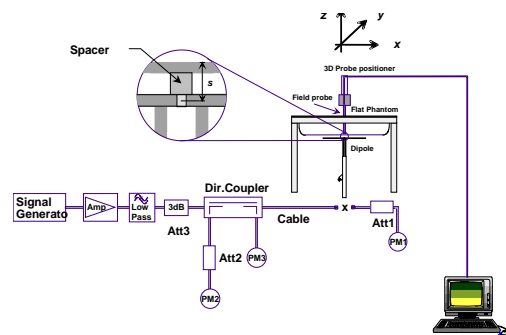 z
y
x
Spacer
s
3D Probe positioner
Field probe
Flat Phantom
Dipole
Signal
Generato
Amp
Low
Pass
3dB
Att3
Dir.Coupler
Cable
x
Att1
PM1
Att2
PM3
PM2